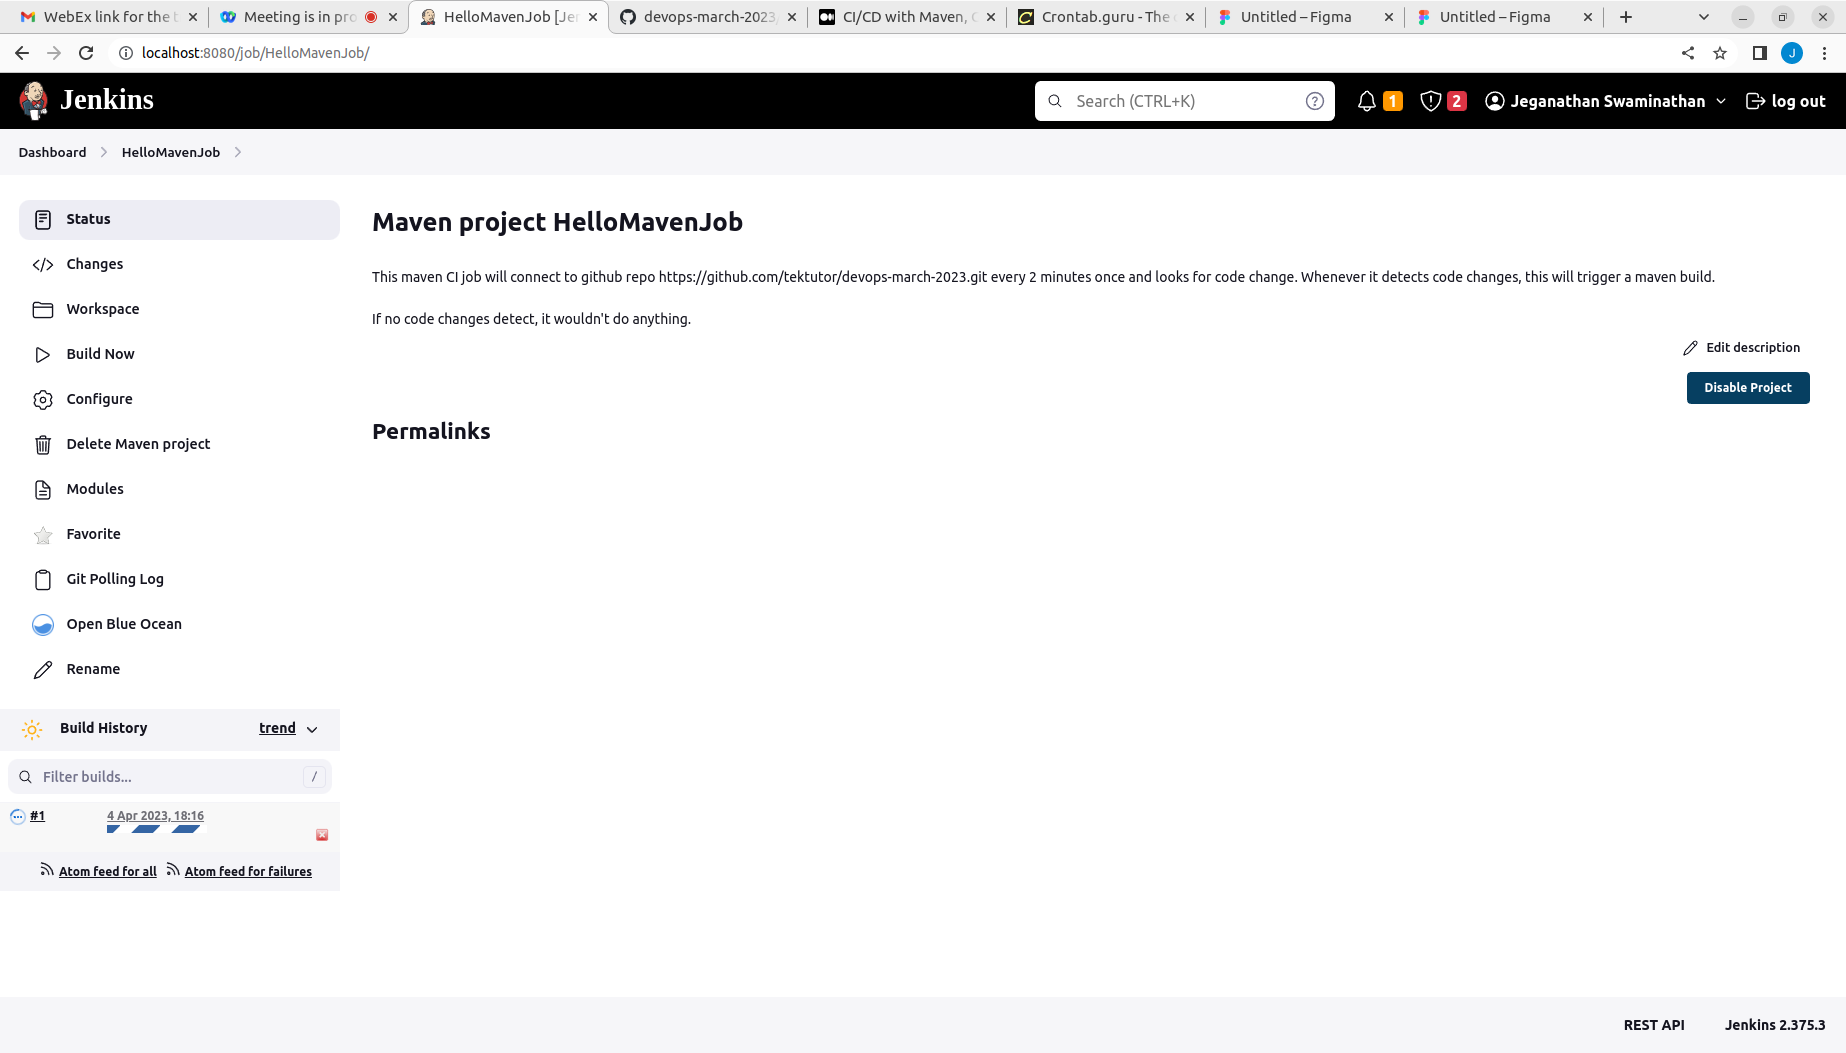 WebEx link for the t
Meeting is in pro
HelloMavenJob [Je
devops-march-2023
CI/CD with Maven,
Crontab.guru - The
Untitled – Figma
Untitled – Figma
localhost:8080/job/HelloMavenJob/
J
Jenkins
Search (CTRL+K)
?
1
2
Jeganathan Swaminathan
log out
Dashboard
HelloMavenJob
Status
Changes
Workspace
Build Now
Configure
Delete Maven project
Modules
Favorite
Git Polling Log
Open Blue Ocean
Rename
Build History
trend
Filter builds...
/
#1
4 Apr 2023, 18:16
Atom feed for all
Atom feed for failures
Maven project HelloMavenJob
This maven CI job will connect to github repo https://github.com/tektutor/devops-march-2023.git every 2 minutes once and looks for code change. Whenever it detects code changes, this will trigger a maven build.
If no code changes detect, it wouldn't do anything.
Edit description
Disable Project
Permalinks
REST API
Jenkins 2.375.3